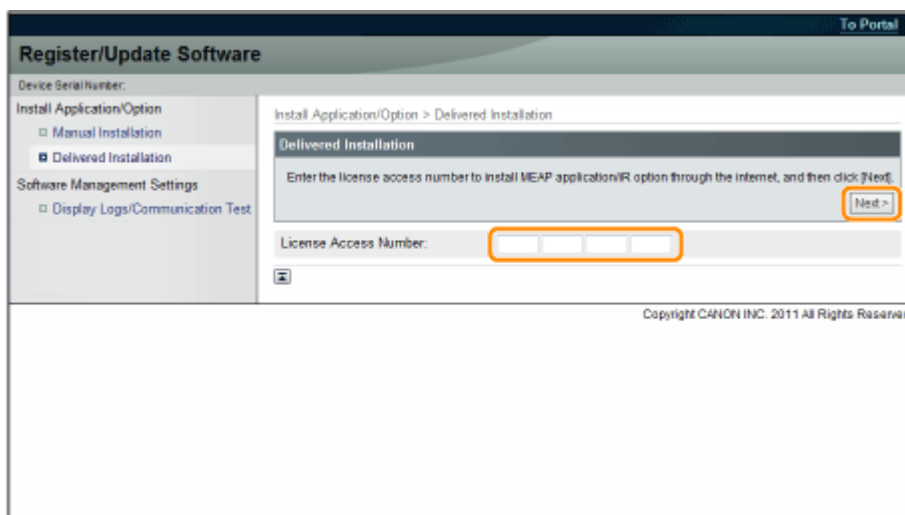 To Portal
Register/Update Software
Device Serial Number:
Install Application/Option
Manual Installation
Delivered Installation
Software Management Settings
Display Logs/Communication Test
Install Application/Option > Delivered Installation
Delivered Installation
Enter the license access number to install MEAP application/iR option through the internet, and then click [Next].
Next >
License Access Number:
Copyright CANON INC. 2011 All Rights Reserve